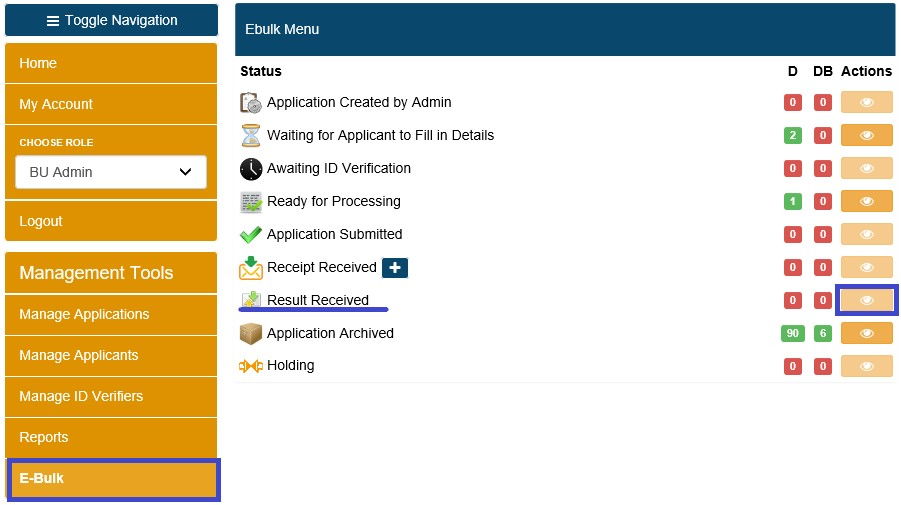 Toggle Navigation
Home
My Account
CHOOSE ROLE
BU Admin
Logout
Management Tools
Manage Applications
Manage Applicants
Manage ID Verifiers
Reports
E-Bulk
Ebulk Menu
Status D DB Actions
Application Created by Admin 0 0
Waiting for Applicant to Fill in Details 2 0
Awaiting ID Verification 0 0
Ready for Processing 1 0
Application Submitted 0 0
Receipt Received + 0 0
Result Received 0 0
Application Archived 90 6
Holding 0 0